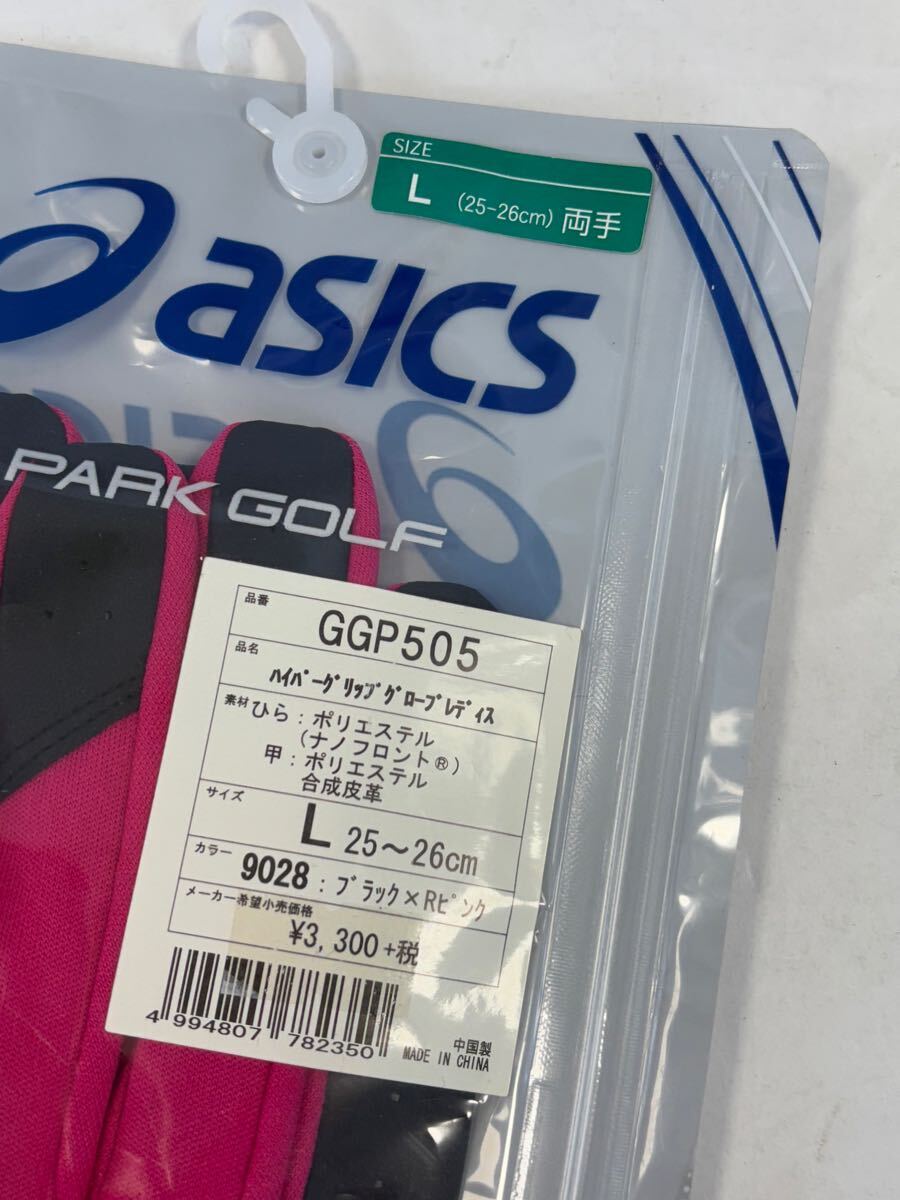 SIZE
L (25-26cm) 両手
asics
PARK GOLF
品番
GGP505
品名
ﾊｲﾊﾟｰｸﾞﾘｯﾌﾟｸﾞﾛｰﾌﾞﾚﾃﾞｨｽ
素材 ひら：ポリエステル
（ナノフロント®）
甲：ポリエステル
合成皮革
サイズ
L 25～26cm
カラー
9028：ﾌﾞﾗｯｸ×Rﾋﾟﾝｸ
メーカー希望小売価格
¥3,300+税
4 994807 782350
中国製
MADE IN CHINA